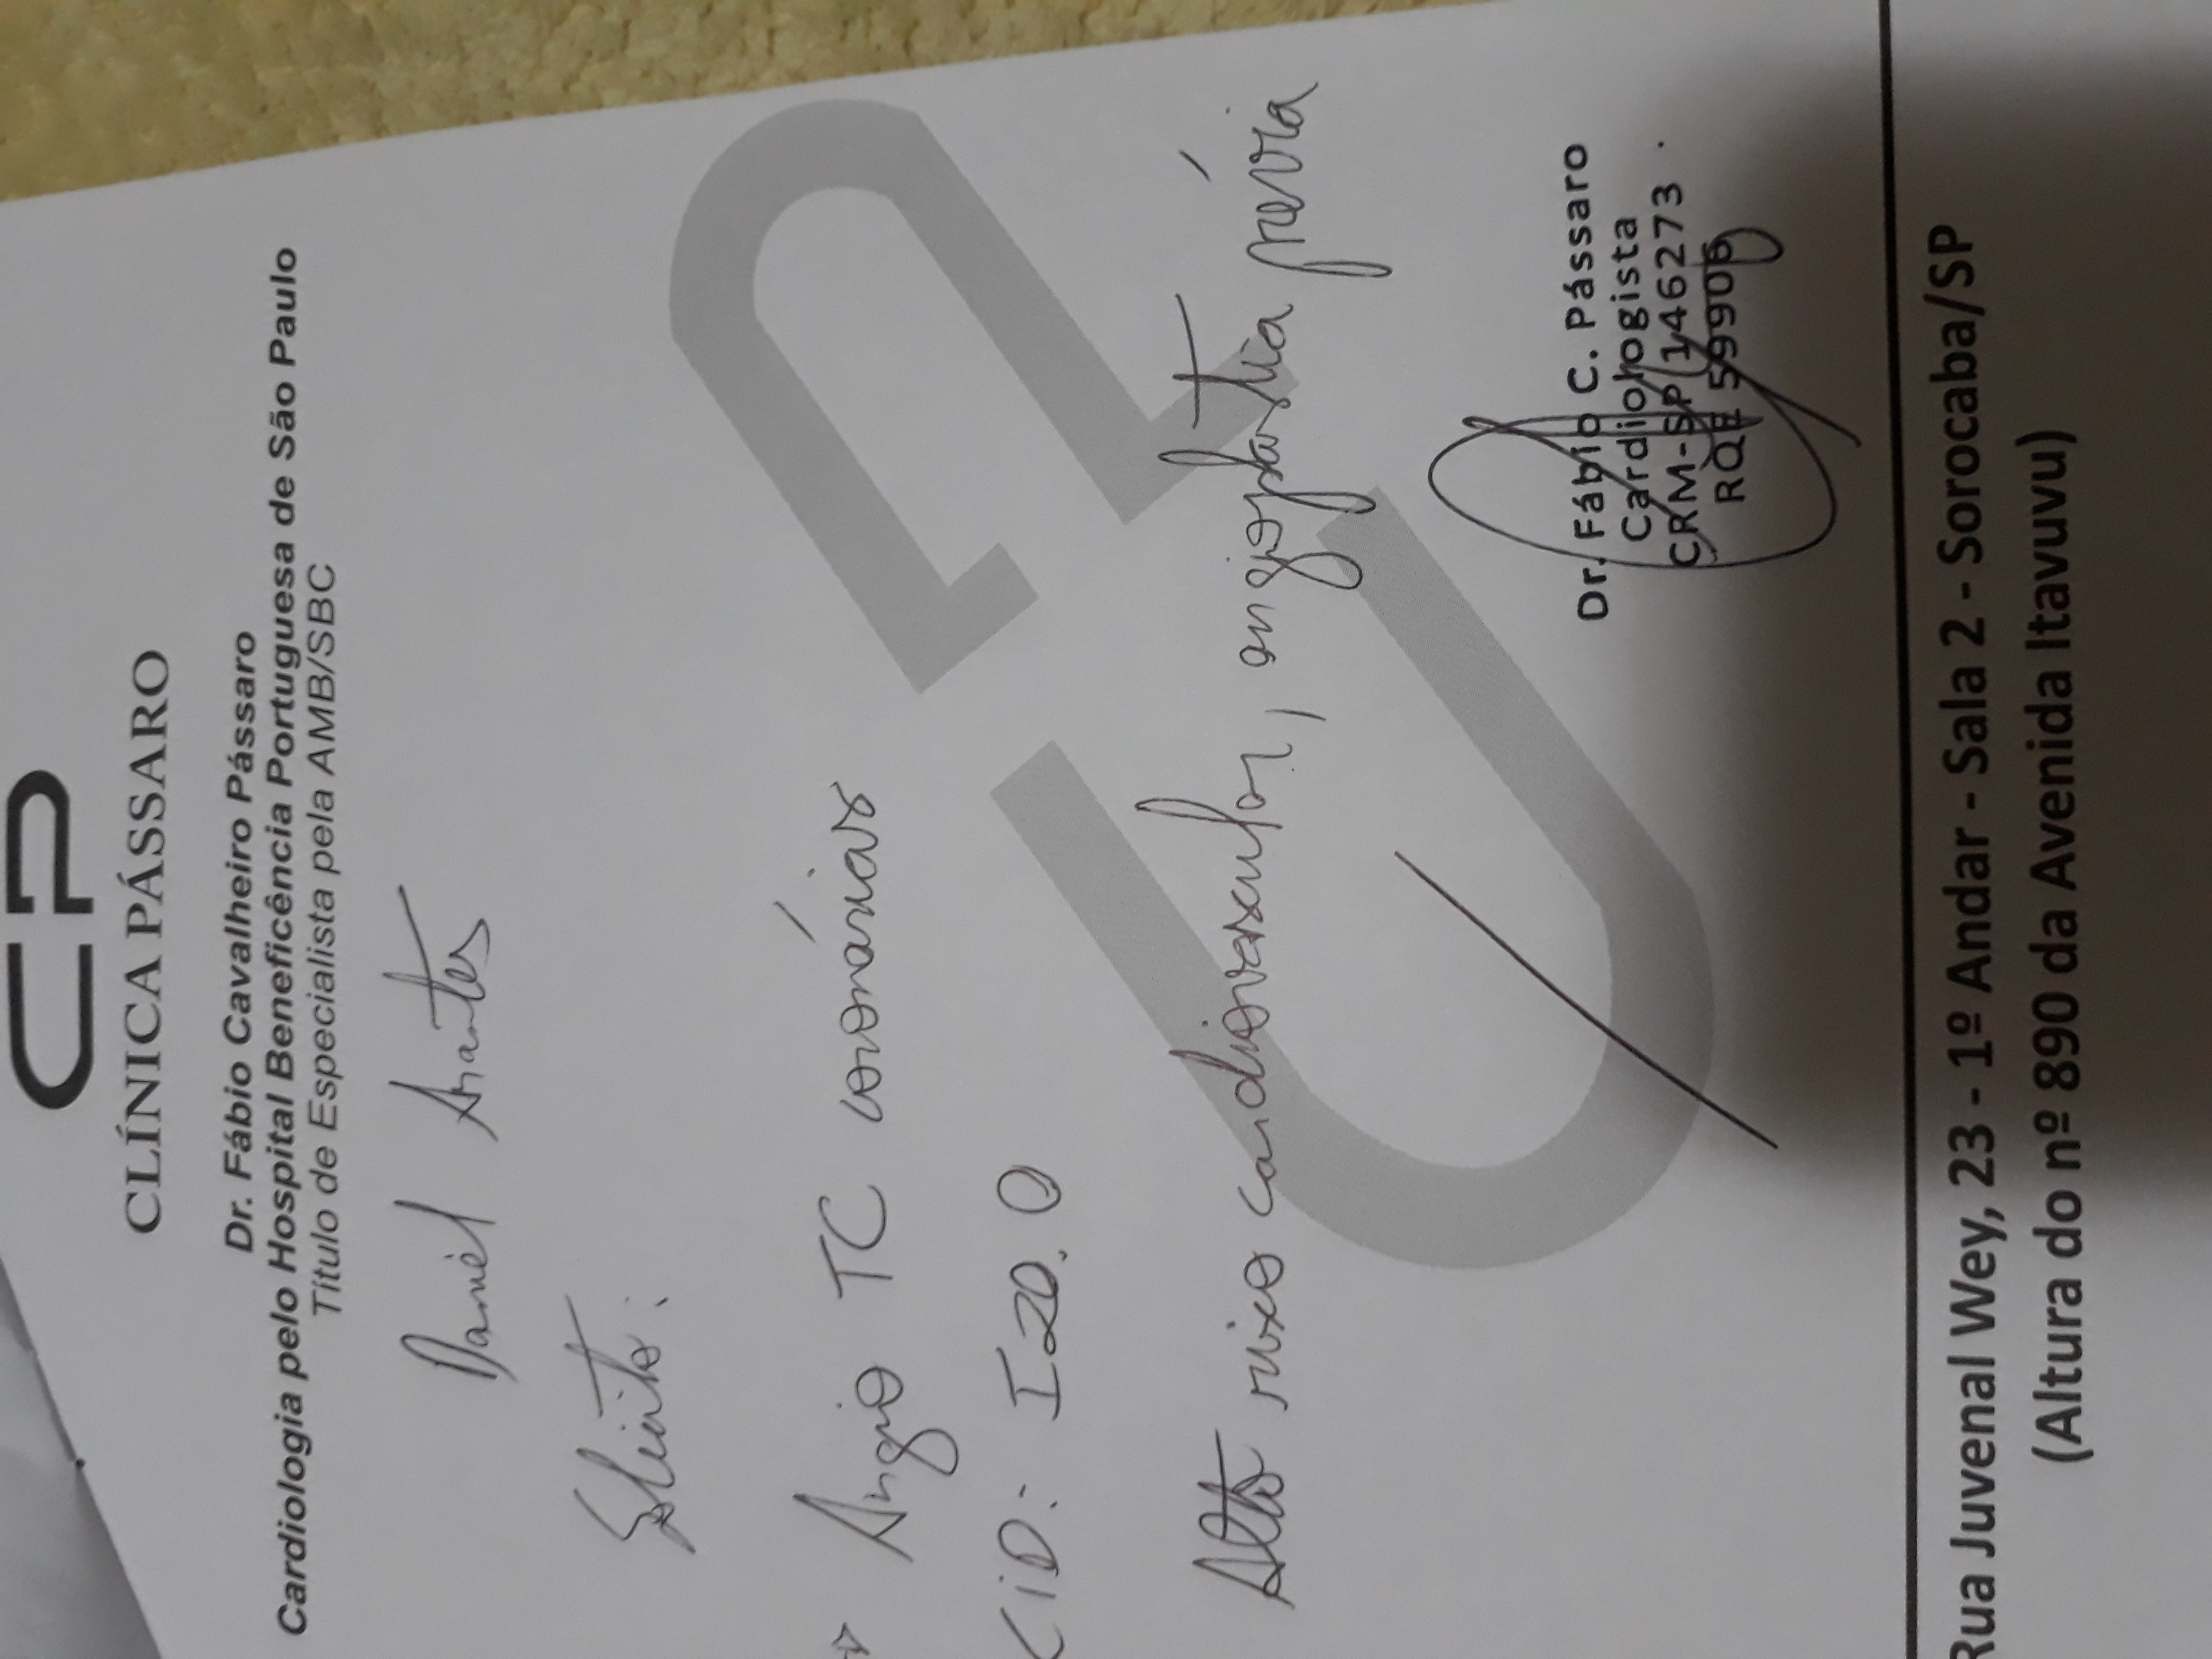 CP
CLÍNICA PÁSSARO
Dr. Fábio Cavalheiro Pássaro
Cardiologia pelo Hospital Beneficência Portuguesa de São Paulo
Título de Especialista pela AMB/SBC
Daniel Arantes
Solicito:
Angio TC coronárias
CID: I20.0
Alto risco cardiovascular, angioplastia prévia
Dr. Fábio C. Pássaro
Cardiologista
CRM-SP 146273
RQE 59906
Rua Juvenal Wey, 23 - 1º Andar - Sala 2 - Sorocaba/SP
(Altura do nº 890 da Avenida Itavuvu)